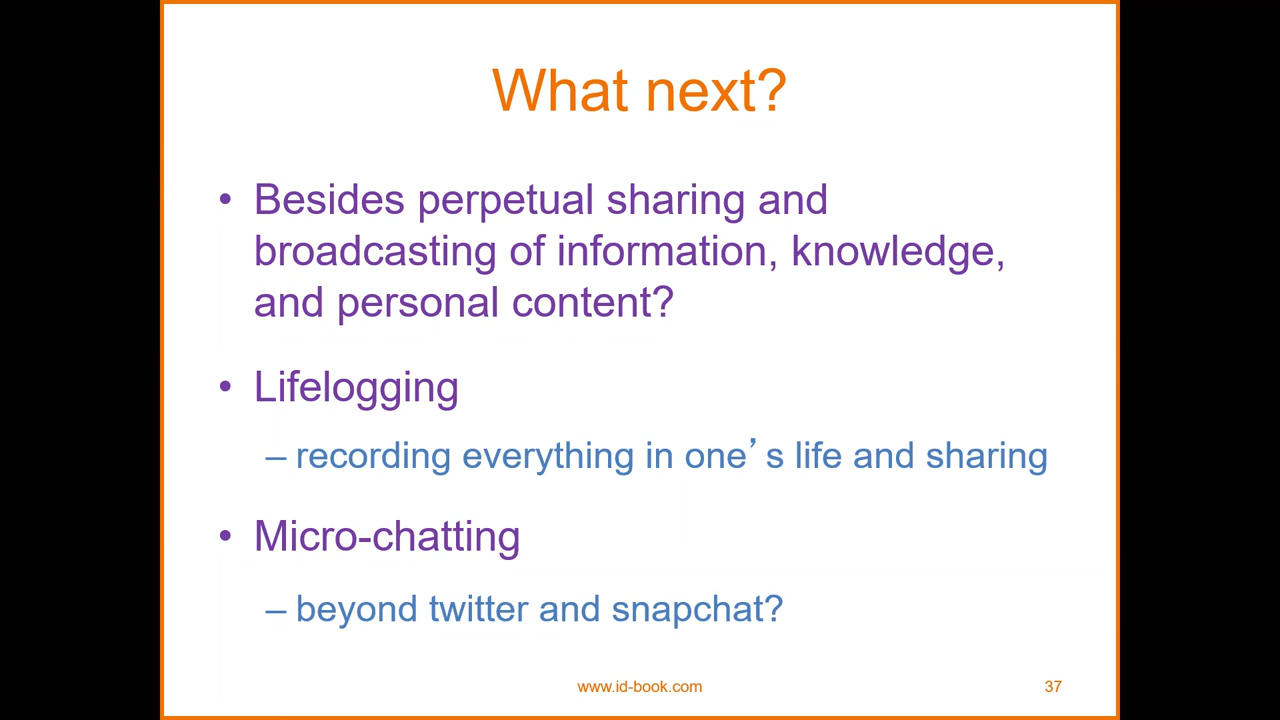 What next?
• Besides perpetual sharing and
broadcasting of information, knowledge,
and personal content?
• Lifelogging
– recording everything in one’s life and sharing
• Micro-chatting
– beyond twitter and snapchat?
www.id-book.com
37